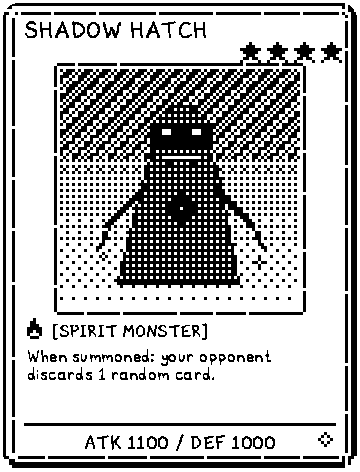 SHADOW HATCH
[SPIRIT MONSTER]
When summoned: your opponent
discards 1 random card.
ATK 1100 / DEF 1000